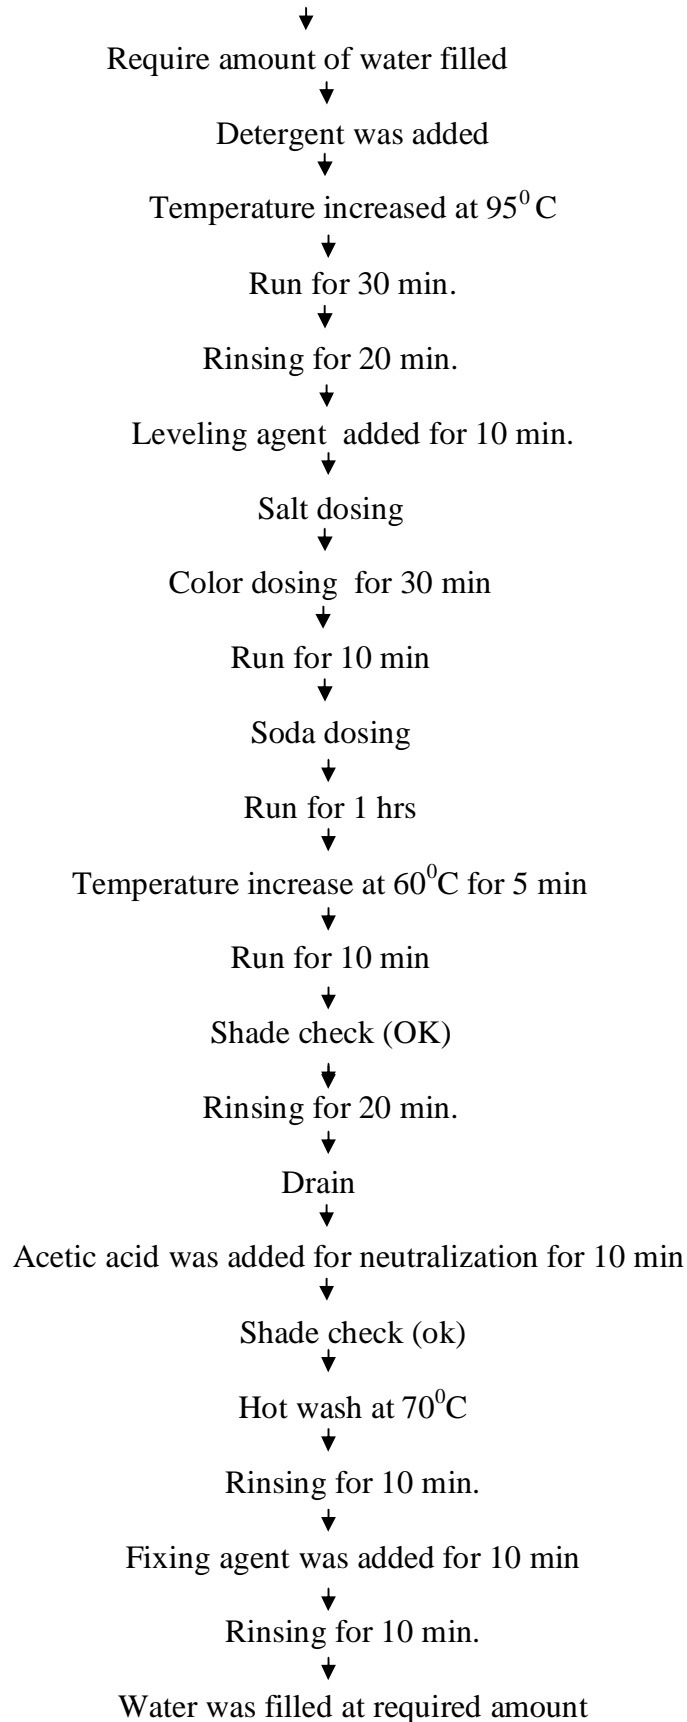 Require amount of water filled
Detergent was added
Temperature increased at 95⁰ C
Run for 30 min.
Rinsing for 20 min.
Leveling agent added for 10 min.
Salt dosing
Color dosing for 30 min
Run for 10 min
Soda dosing
Run for 1 hrs
Temperature increase at 60⁰C for 5 min
Run for 10 min
Shade check (OK)
Rinsing for 20 min.
Drain
Acetic acid was added for neutralization for 10 min
Shade check (ok)
Hot wash at 70⁰C
Rinsing for 10 min.
Fixing agent was added for 10 min
Rinsing for 10 min.
Water was filled at required amount